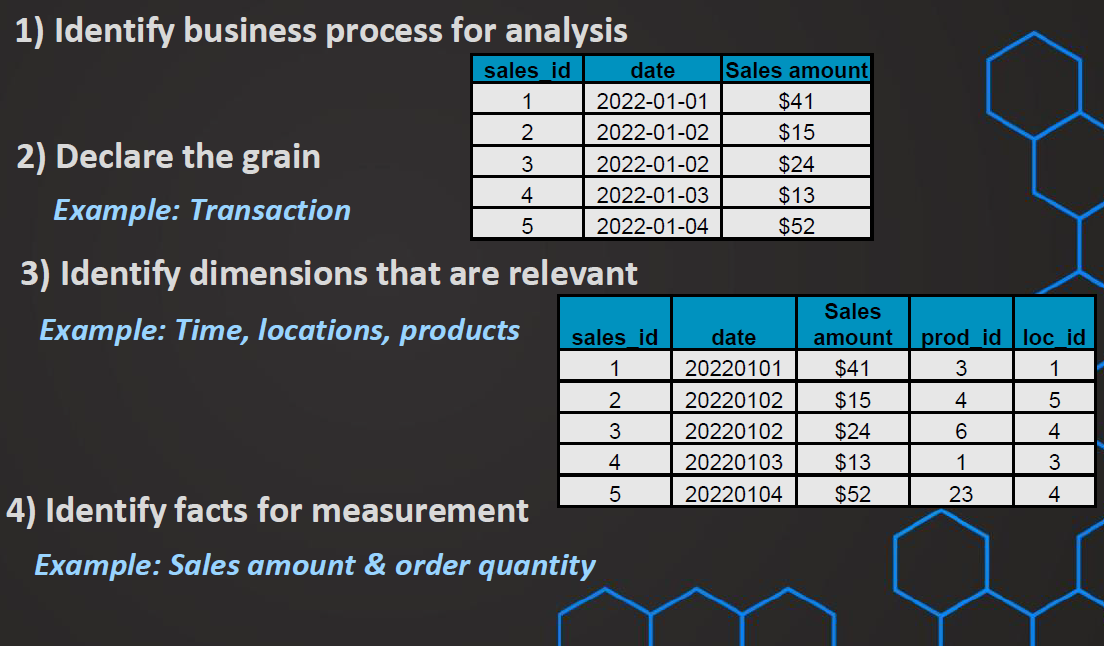 1) Identify business process for analysis
sales_id date Sales amount
1 2022-01-01 $41
2 2022-01-02 $15
3 2022-01-02 $24
4 2022-01-03 $13
5 2022-01-04 $52
2) Declare the grain
Example: Transaction
3) Identify dimensions that are relevant
Example: Time, locations, products
Sales
sales_id date amount prod_id loc_id
1 20220101 $41 3 1
2 20220102 $15 4 5
3 20220102 $24 6 4
4 20220103 $13 1 3
5 20220104 $52 23 4
4) Identify facts for measurement
Example: Sales amount & order quantity